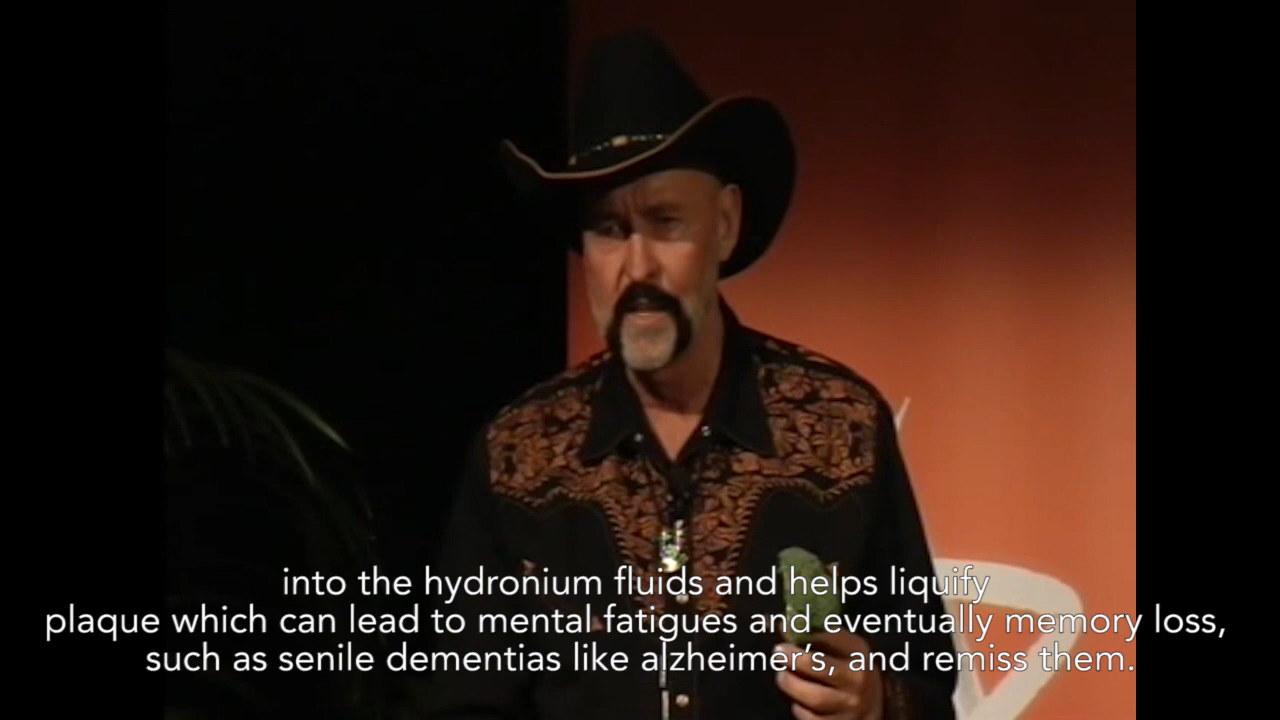 into the hydronium fluids and helps liquify
plaque which can lead to mental fatigues and eventually memory loss,
such as senile dementias like alzheimer's, and remiss them.